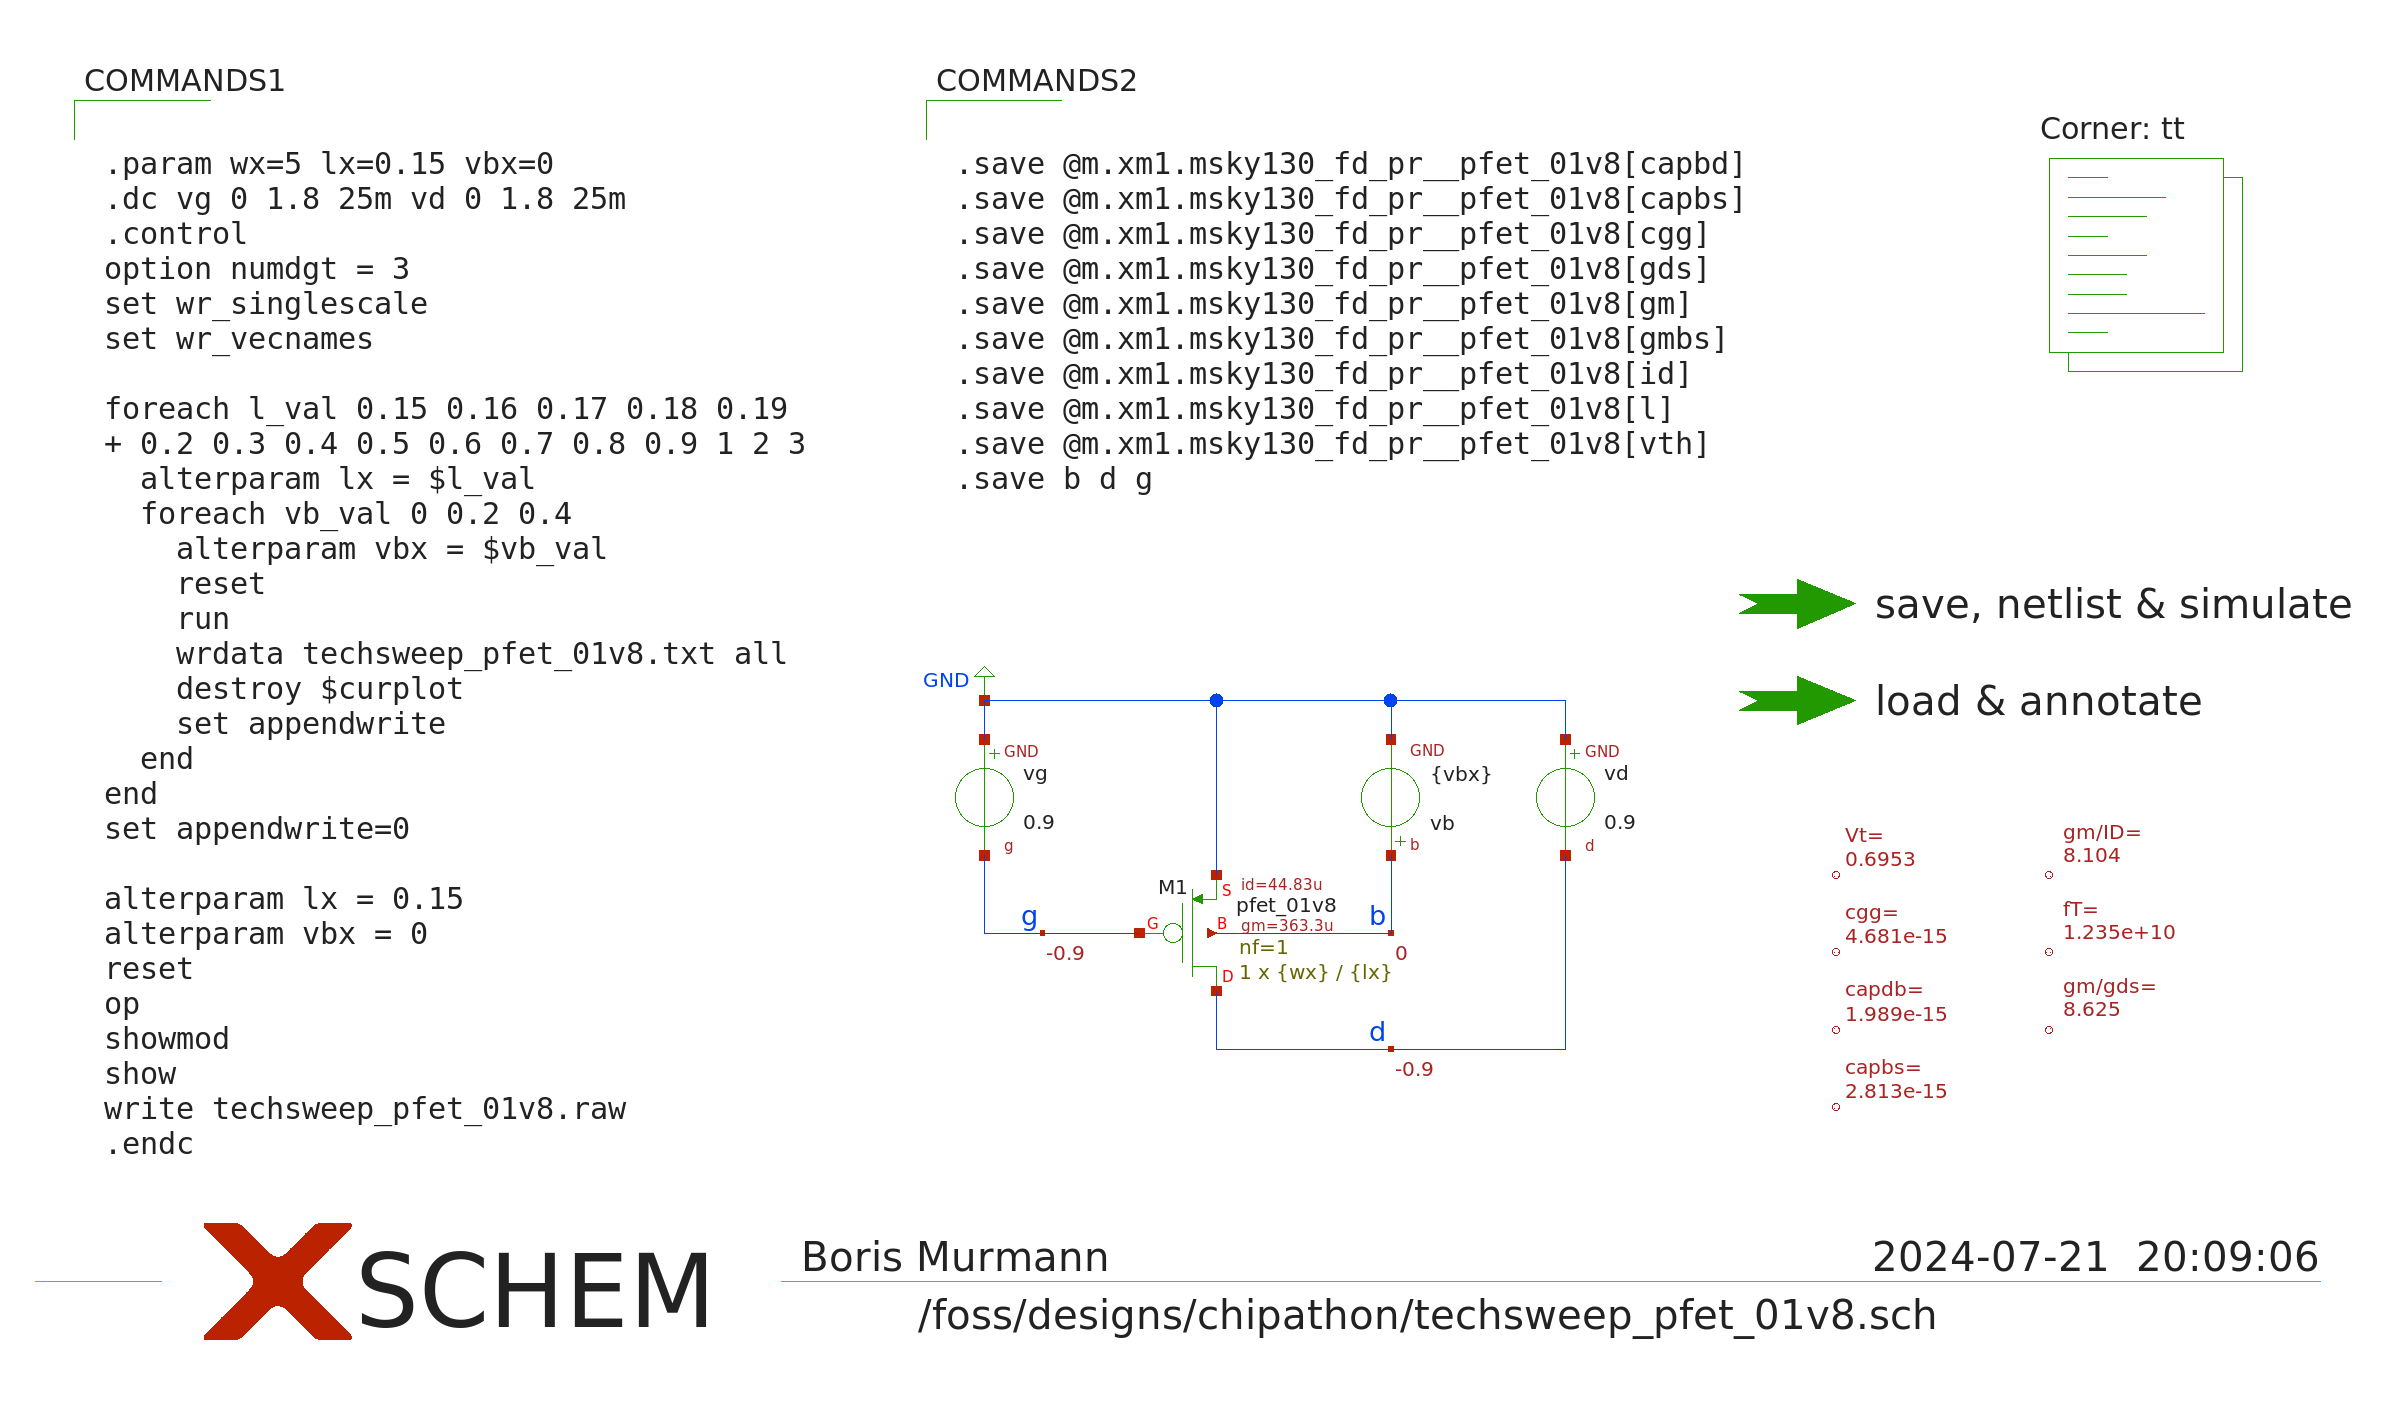 COMMANDS1
.param wx=5 lx=0.15 vbx=0
.dc vg 0 1.8 25m vd 0 1.8 25m
.control
option numdgt = 3
set wr_singlescale
set wr_vecnames
foreach l_val 0.15 0.16 0.17 0.18 0.19
+ 0.2 0.3 0.4 0.5 0.6 0.7 0.8 0.9 1 2 3
alterparam lx = $l_val
foreach vb_val 0 0.2 0.4
alterparam vbx = $vb_val
reset
run
wrdata techsweep_pfet_01v8.txt all
destroy $curplot
set appendwrite
end
end
set appendwrite=0
alterparam lx = 0.15
alterparam vbx = 0
reset
op
showmod
show
write techsweep_pfet_01v8.raw
.endc
COMMANDS2
.save @m.xm1.msky130_fd_pr__pfet_01v8[capbd]
.save @m.xm1.msky130_fd_pr__pfet_01v8[capbs]
.save @m.xm1.msky130_fd_pr__pfet_01v8[cgg]
.save @m.xm1.msky130_fd_pr__pfet_01v8[gds]
.save @m.xm1.msky130_fd_pr__pfet_01v8[gm]
.save @m.xm1.msky130_fd_pr__pfet_01v8[gmbs]
.save @m.xm1.msky130_fd_pr__pfet_01v8[id]
.save @m.xm1.msky130_fd_pr__pfet_01v8[l]
.save @m.xm1.msky130_fd_pr__pfet_01v8[vth]
.save b d g
Corner: tt
save, netlist & simulate
load & annotate
GND
+ GND
vg
0.9
g
GND
{vbx}
vb
+ b
+ GND
vd
0.9
d
g
-0.9
M1
G
S
B
D
id=44.83u
pfet_01v8
gm=363.3u
nf=1
1 x {wx} / {lx}
b
0
d
-0.9
Vt=
0.6953
cgg=
4.681e-15
capdb=
1.989e-15
capbs=
2.813e-15
gm/ID=
8.104
fT=
1.235e+10
gm/gds=
8.625
XSCHEM
Boris Murmann
2024-07-21 20:09:06
/foss/designs/chipathon/techsweep_pfet_01v8.sch